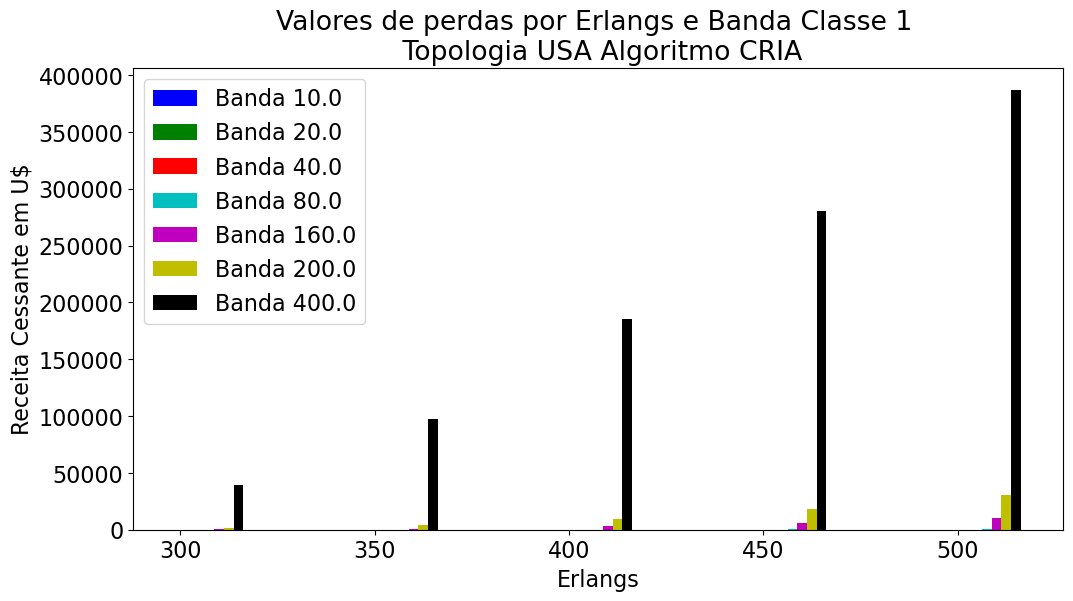 Valores de perdas por Erlangs e Banda Classe 1
Topologia USA Algoritmo CRIA
Receita Cessante em U$
400000
350000
300000
250000
200000
150000
100000
50000
0
Banda 10.0
Banda 20.0
Banda 40.0
Banda 80.0
Banda 160.0
Banda 200.0
Banda 400.0
300
350
400
450
500
Erlangs